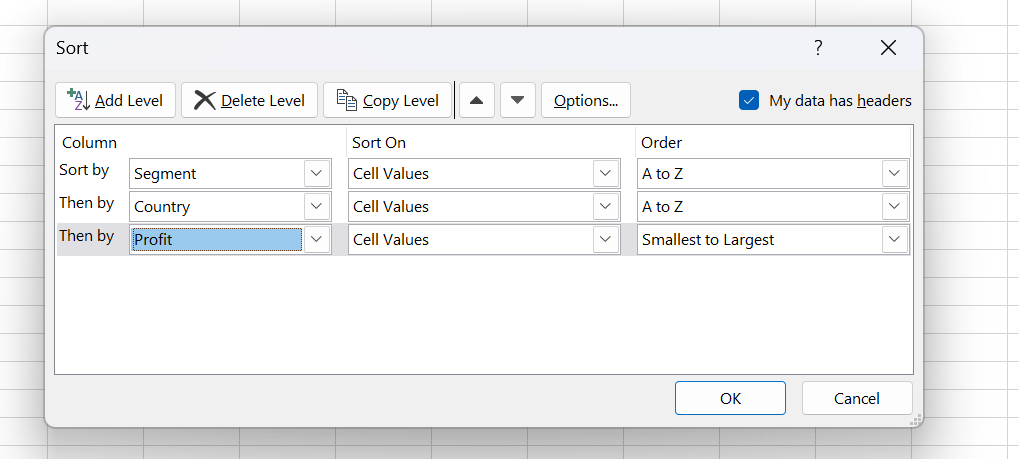 Sort ?
Add Level Delete Level Copy Level Options... My data has headers
Column Sort On Order
Sort by Segment Cell Values A to Z
Then by Country Cell Values A to Z
Then by Profit Cell Values Smallest to Largest
OK Cancel